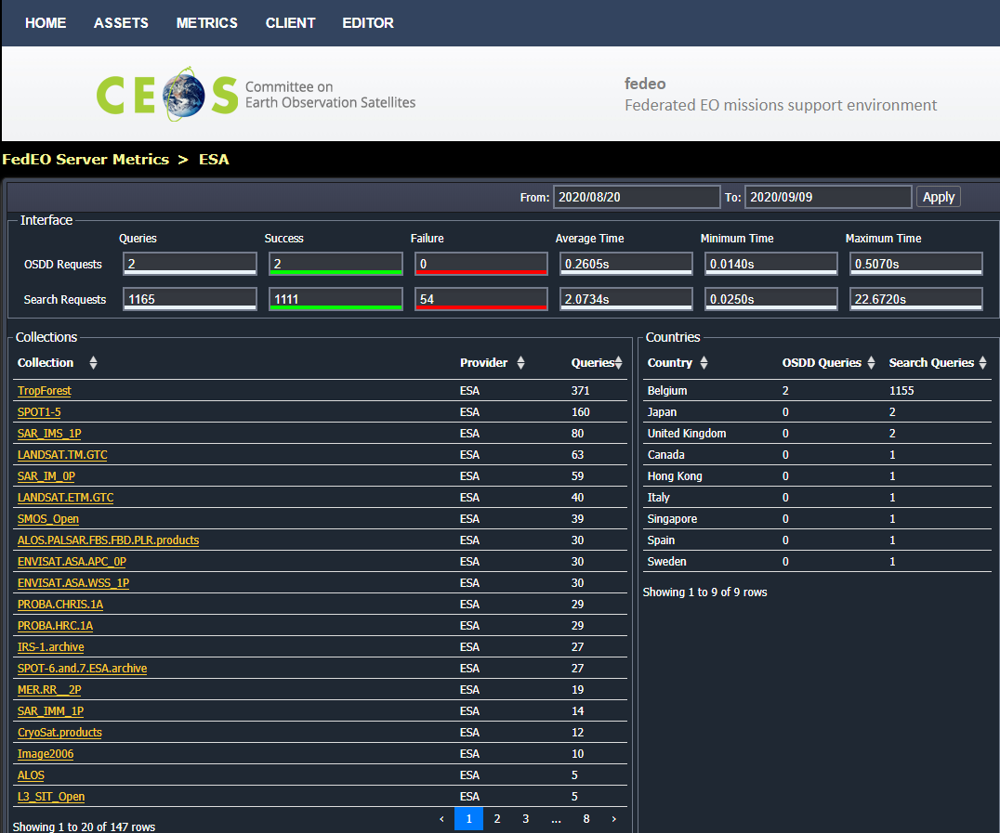 HOME ASSETS METRICS CLIENT EDITOR
CEOS Committee on
Earth Observation Satellites
fedeo
Federated EO missions support environment
FedEO Server Metrics > ESA
From: 2020/08/20 To: 2020/09/09 Apply
Interface
Queries Success Failure Average Time Minimum Time Maximum Time
OSDD Requests 2 2 0 0.2605s 0.0140s 0.5070s
Search Requests 1165 1111 54 2.0734s 0.0250s 22.6720s
Collections
Collection Provider Queries
TropForest ESA 371
SPOT1-5 ESA 160
SAR_IMS_1P ESA 80
LANDSAT.TM.GTC ESA 63
SAR_IM_0P ESA 59
LANDSAT.ETM.GTC ESA 40
SMOS_Open ESA 39
ALOS.PALSAR.FBS.FBD.PLR.products ESA 30
ENVISAT.ASA.APC_0P ESA 30
ENVISAT.ASA.WSS_1P ESA 30
PROBA.CHRIS.1A ESA 29
PROBA.HRC.1A ESA 29
IRS-1.archive ESA 27
SPOT-6.and.7.ESA.archive ESA 27
MER.RR__2P ESA 19
SAR_IMM_1P ESA 14
CryoSat.products ESA 12
Image2006 ESA 10
ALOS ESA 5
L3_SIT_Open ESA 5
Showing 1 to 20 of 147 rows
‹ 1 2 3 ... 8 ›
Countries
Country OSDD Queries Search Queries
Belgium 2 1155
Japan 0 2
United Kingdom 0 2
Canada 0 1
Hong Kong 0 1
Italy 0 1
Singapore 0 1
Spain 0 1
Sweden 0 1
Showing 1 to 9 of 9 rows